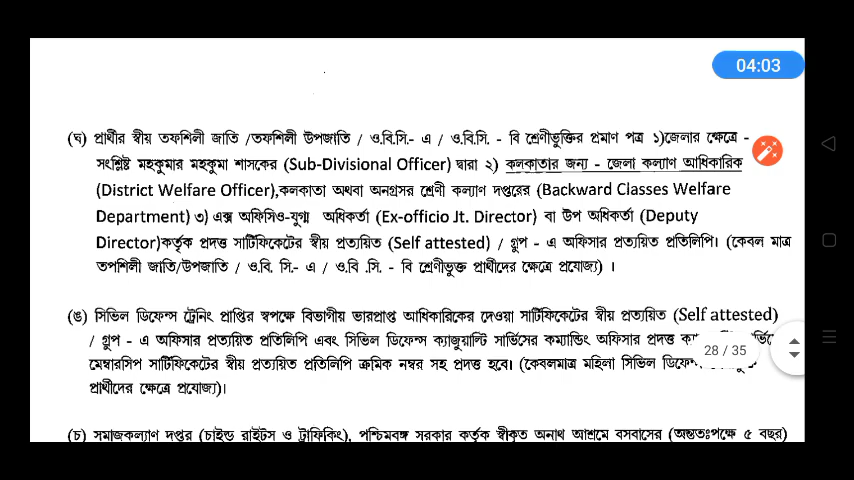 04:03
(ঘ) প্রার্থীর স্বীয় তফশিলী জাতি /তফশিলী উপজাতি / ও.বি.সি.- এ / ও.বি.সি. - বি শ্রেণীভুক্তির প্রমাণ পত্র ১)জেলার ক্ষেত্রে -
সংশ্লিষ্ট মহকুমার মহকুমা শাসকের (Sub-Divisional Officer) দ্বারা ২) কলকাতার জন্য - জেলা কল্যাণ আধিকারিক
(District Welfare Officer),কলকাতা অথবা অনগ্রসর শ্রেণী কল্যাণ দপ্তরের (Backward Classes Welfare
Department) ৩) এক্স অফিসিও-যুগ্ম অধিকর্তা (Ex-officio Jt. Director) বা উপ অধিকর্তা (Deputy
Director)কর্তৃক প্রদত্ত সার্টিফিকেটের স্বীয় প্রত্যয়িত (Self attested) / গ্রুপ - এ অফিসার প্রত্যয়িত প্রতিলিপি। (কেবল মাত্র
তপশিলী জাতি/উপজাতি / ও.বি. সি.- এ / ও.বি .সি. - বি শ্রেণীভুক্ত প্রার্থীদের ক্ষেত্রে প্রযোজ্য) ।
(ঙ) সিভিল ডিফেন্স ট্রেনিং প্রাপ্তির স্বপক্ষে বিভাগীয় ভারপ্রাপ্ত আধিকারিকের দেওয়া সার্টিফিকেটের স্বীয় প্রত্যয়িত (Self attested)
/ গ্রুপ - এ অফিসার প্রত্যয়িত প্রতিলিপি এবং সিভিল ডিফেন্স ক্যাজুয়াল্টি সার্ভিসের কম্যান্ডিং অফিসার প্রদত্ত
28 / 35
মেম্বারসিপ সার্টিফিকেটের স্বীয় প্রত্যয়িত প্রতিলিপি ক্রমিক নম্বর সহ প্রদত্ত হবে। (কেবলমাত্র মহিলা সিভিল
প্রার্থীদের ক্ষেত্রে প্রযোজ্য)।
(চ) সমাজকল্যাণ দপ্তর (চাইল্ড রাইটস ও ট্রাফিকিং), পশ্চিমবঙ্গ সরকার কর্তৃক স্বীকৃত অনাথ আশ্রমে বসবাসের (অন্ততঃপক্ষে ৫ বছর)